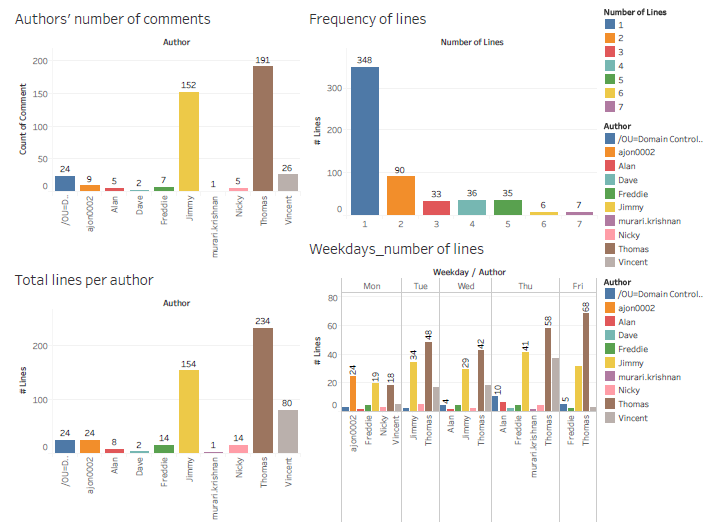 Authors' number of comments
Author
Count of Comment
200
150
100
50
0
24
9
5
2
7
152
1
5
191
26
/OU=D..
ajon0002
Alan
Dave
Freddie
Jimmy
murari.krishnan
Nicky
Thomas
Vincent
Frequency of lines
Number of Lines
# Lines
300
200
100
0
348
90
33
36
35
6
7
1
2
3
4
5
6
7
Total lines per author
Author
# Lines
200
100
0
24
24
8
2
14
154
1
14
234
80
/OU=D..
ajon0002
Alan
Dave
Freddie
Jimmy
murari.krishnan
Nicky
Thomas
Vincent
Weekdays_number of lines
Weekday / Author
Mon
Tue
Wed
Thu
Fri
# Lines
80
60
40
20
0
24
19
18
34
48
4
29
42
10
41
58
5
68
ajon0002
Freddie
Nicky
Vincent
Jimmy
Thomas
Alan
Jimmy
Thomas
Alan
Freddie
murari.krishnan
Thomas
Freddie
Thomas
Number of Lines
1
2
3
4
5
6
7
Author
/OU=Domain Control..
ajon0002
Alan
Dave
Freddie
Jimmy
murari.krishnan
Nicky
Thomas
Vincent
Author
/OU=Domain Control..
ajon0002
Alan
Dave
Freddie
Jimmy
murari.krishnan
Nicky
Thomas
Vincent